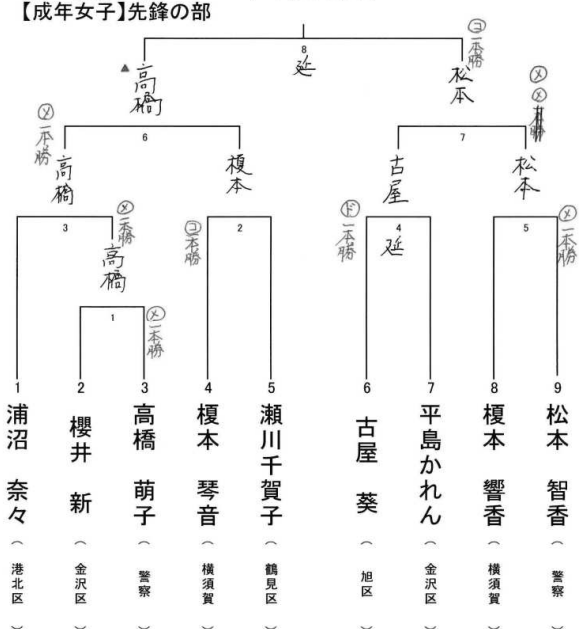 【成年女子】先鋒の部
コ 一本勝
8
延
▲
高橋
松本
メ 一本勝
メ メ
6
7
高橋
榎本
古屋
松本
メ 一本勝
コ 一本勝
ド 一本勝
メ 一本勝
3
2
4
5
延
高橋
1
メ 一本勝
1 浦沼 奈々 (港北区)
2 櫻井 新 (金沢区)
3 高橋 萌子 (警察)
4 榎本 琴音 (横須賀)
5 瀬川千賀子 (鶴見区)
6 古屋 葵 (旭区)
7 平島かれん (金沢区)
8 榎本 響香 (横須賀)
9 松本 智香 (警察)